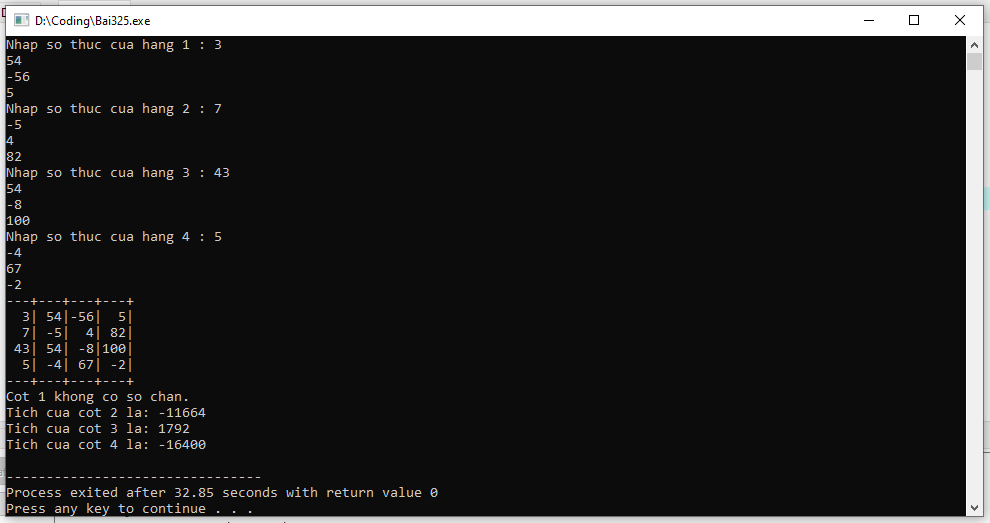 D:\Coding\Bai325.exe
Nhap so thuc cua hang 1 : 3
54
-56
5
Nhap so thuc cua hang 2 : 7
-5
4
82
Nhap so thuc cua hang 3 : 43
54
-8
100
Nhap so thuc cua hang 4 : 5
-4
67
-2
---+---+---+---+
  3| 54|-56|  5|
  7| -5|  4| 82|
 43| 54| -8|100|
  5| -4| 67| -2|
---+---+---+---+
Cot 1 khong co so chan.
Tich cua cot 2 la: -11664
Tich cua cot 3 la: 1792
Tich cua cot 4 la: -16400
--------------------------------
Process exited after 32.85 seconds with return value 0
Press any key to continue . . .